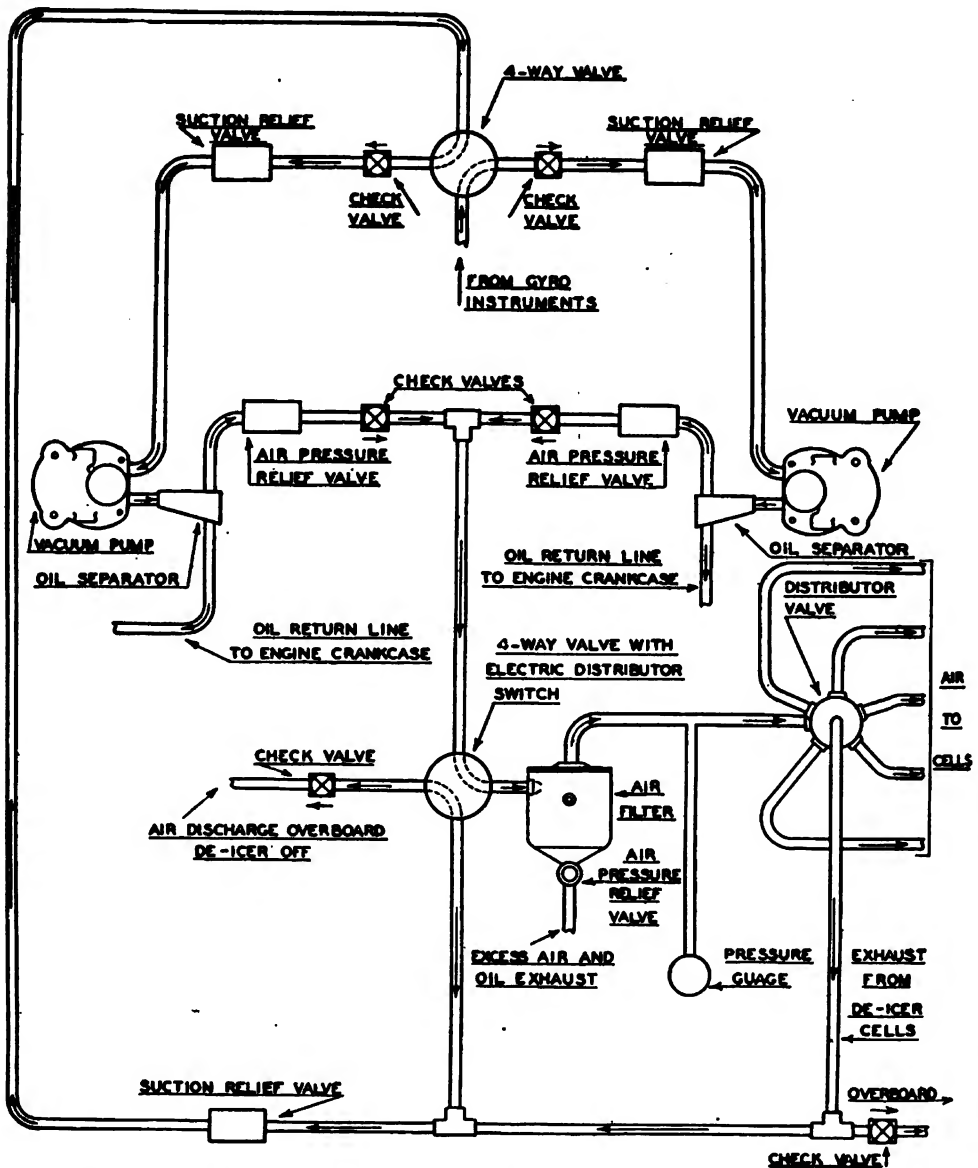 4-WAY VALVE
SUCTION RELIEF
VALVE
SUCTION RELIEF
VALVE
CHECK
VALVE
CHECK
VALVE
FROM GYRO
INSTRUMENTS
CHECK VALVES
VACUUM PUMP
AIR PRESSURE
RELIEF VALVE
AIR PRESSURE
RELIEF VALVE
VACUUM PUMP
OIL SEPARATOR
OIL SEPARATOR
OIL RETURN LINE
TO ENGINE CRANKCASE
DISTRIBUTOR
VALVE
OIL RETURN LINE
TO ENGINE CRANKCASE
4-WAY VALVE WITH
ELECTRIC DISTRIBUTOR
SWITCH
AIR
TO
CELLS
CHECK VALVE
AIR DISCHARGE OVERBOARD
DE-ICER OFF
AIR
FILTER
AIR
PRESSURE
RELIEF
VALVE
EXCESS AIR AND
OIL EXHAUST
PRESSURE
GUAGE
EXHAUST
FROM
DE-ICER
CELLS
SUCTION RELIEF VALVE
OVERBOARD
CHECK VALVE